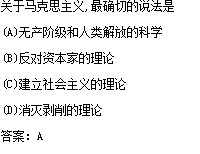 关于马克思主义,最确切的说法是
(A)无产阶级和人类解放的科学
(B)反对资本家的理论
(C)建立社会主义的理论
(D)消灭剥削的理论
答案: A